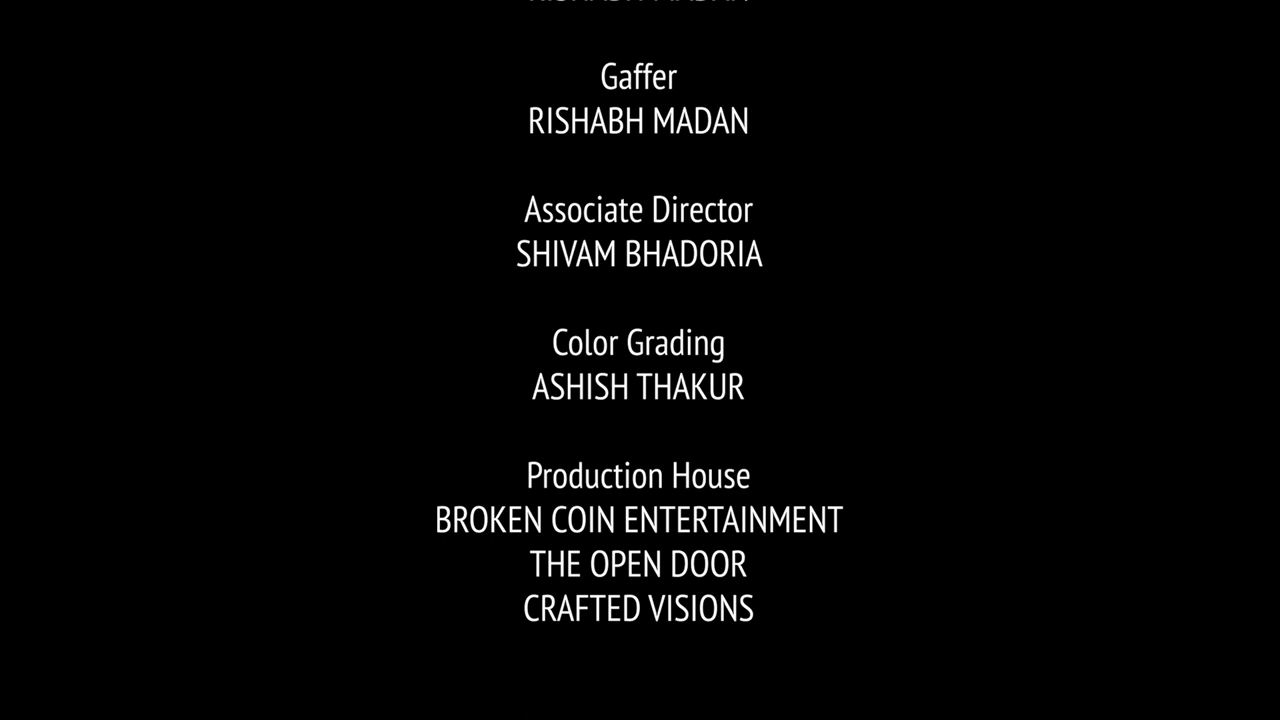 Gaffer
RISHABH MADAN
Associate Director
SHIVAM BHADORIA
Color Grading
ASHISH THAKUR
Production House
BROKEN COIN ENTERTAINMENT
THE OPEN DOOR
CRAFTED VISIONS